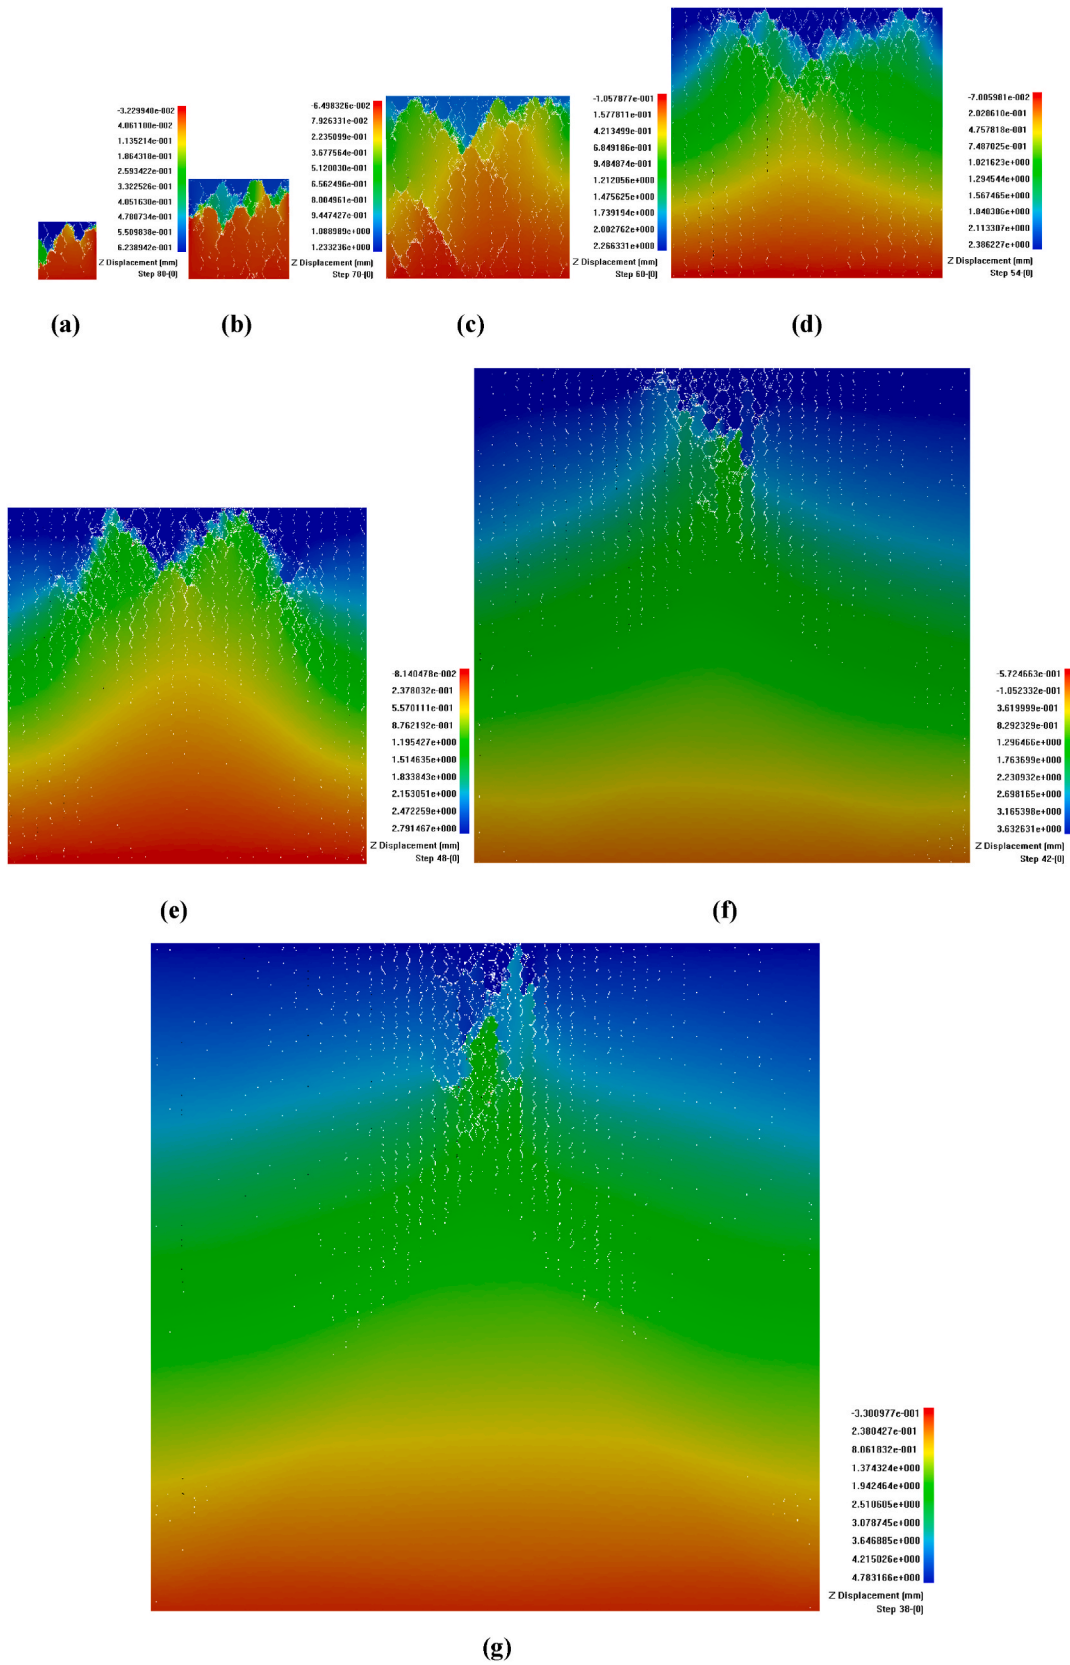 -3.229940e-002
4.061100e-002
1.135214e-001
1.864318e-001
2.593422e-001
3.322526e-001
4.051630e-001
4.780734e-001
5.509838e-001
6.238942e-001
Z Displacement (mm)
Step 80-(0)
(a)
-6.498326e-002
7.926331e-002
2.235099e-001
3.677564e-001
5.120030e-001
6.562496e-001
8.004961e-001
9.447427e-001
1.088989e+000
1.233236e+000
Z Displacement (mm)
Step 70-(0)
(b)
-1.057877e-001
1.577811e-001
4.213499e-001
6.849186e-001
9.484874e-001
1.212056e+000
1.475625e+000
1.739194e+000
2.002762e+000
2.266331e+000
Z Displacement (mm)
Step 60-(0)
(c)
-7.005981e-002
2.028610e-001
4.757818e-001
7.487025e-001
1.021623e+000
1.294544e+000
1.567465e+000
1.840386e+000
2.113307e+000
2.386227e+000
Z Displacement (mm)
Step 54-(0)
(d)
-8.140478e-002
2.378032e-001
5.570111e-001
8.762192e-001
1.195427e+000
1.514635e+000
1.833843e+000
2.153051e+000
2.472259e+000
2.791467e+000
Z Displacement (mm)
Step 48-(0)
(e)
-5.724663e-001
-1.052332e-001
3.619999e-001
8.292329e-001
1.296466e+000
1.763699e+000
2.230932e+000
2.698165e+000
3.165398e+000
3.632631e+000
Z Displacement (mm)
Step 42-(0)
(f)
-3.300977e-001
2.380427e-001
8.061832e-001
1.374324e+000
1.942464e+000
2.510605e+000
3.078745e+000
3.646885e+000
4.215026e+000
4.783166e+000
Z Displacement (mm)
Step 38-(0)
(g)